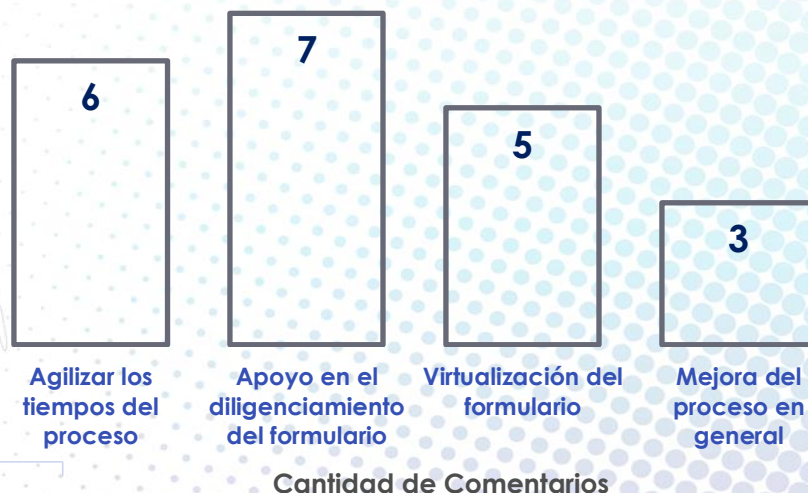 6
7
5
3
Agilizar los
tiempos del
proceso
Apoyo en el
diligenciamiento
del formulario
Virtualización del
formulario
Mejora del
proceso en
general
Cantidad de Comentarios